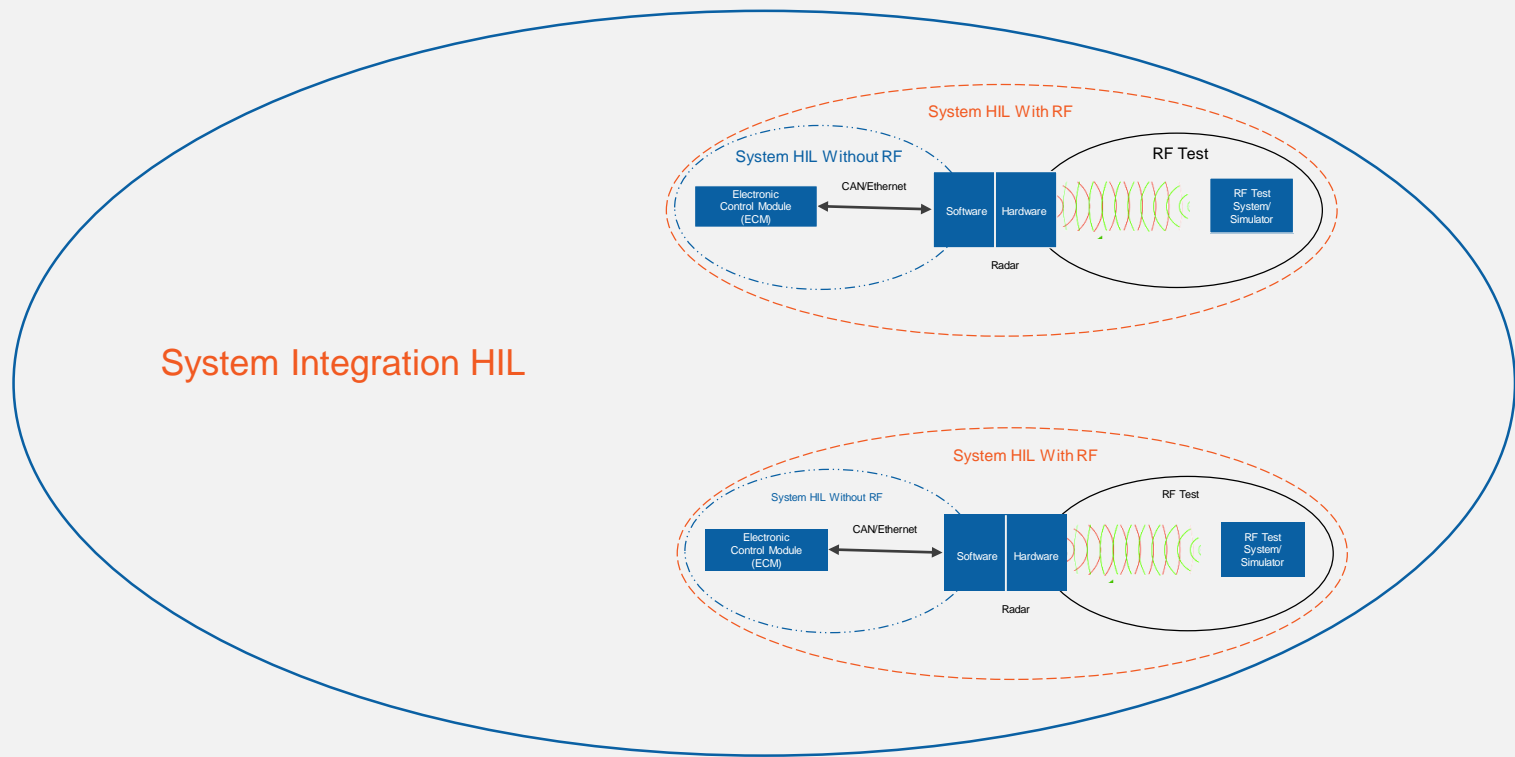 System HIL With RF
System HIL Without RF
RF Test
CAN/Ethernet
Electronic
Control Module
(ECM)
Software
Hardware
RF Test
System/
Simulator
Radar
System Integration HIL
System HIL With RF
System HIL Without RF
RF Test
CAN/Ethernet
Electronic
Control Module
(ECM)
Software
Hardware
RF Test
System/
Simulator
Radar